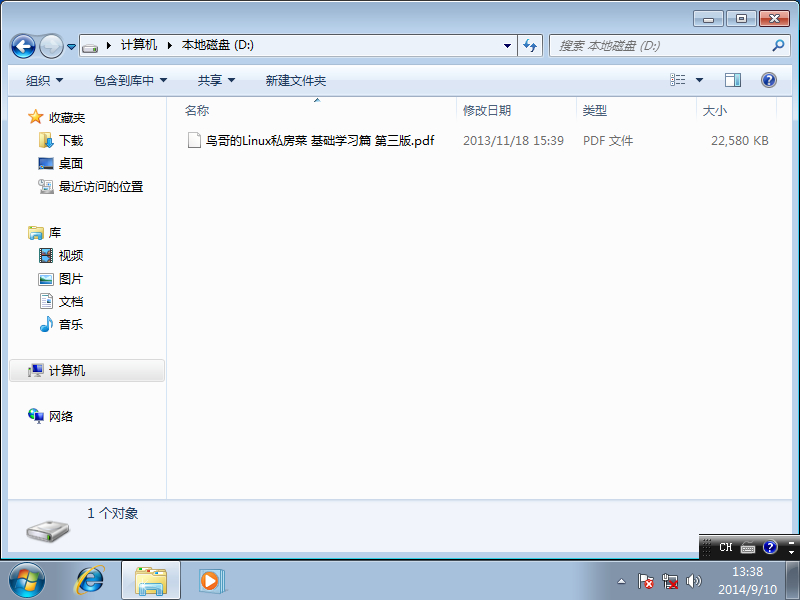 计算机 本地磁盘 (D:)
搜索 本地磁盘 (D:)
组织 包含到库中 共享 新建文件夹
名称 修改日期 类型 大小
鸟哥的Linux私房菜 基础学习篇 第三版.pdf 2013/11/18 15:39 PDF 文件 22,580 KB
收藏夹
下载
桌面
最近访问的位置
库
视频
图片
文档
音乐
计算机
网络
1 个对象
CH
13:38
2014/9/10